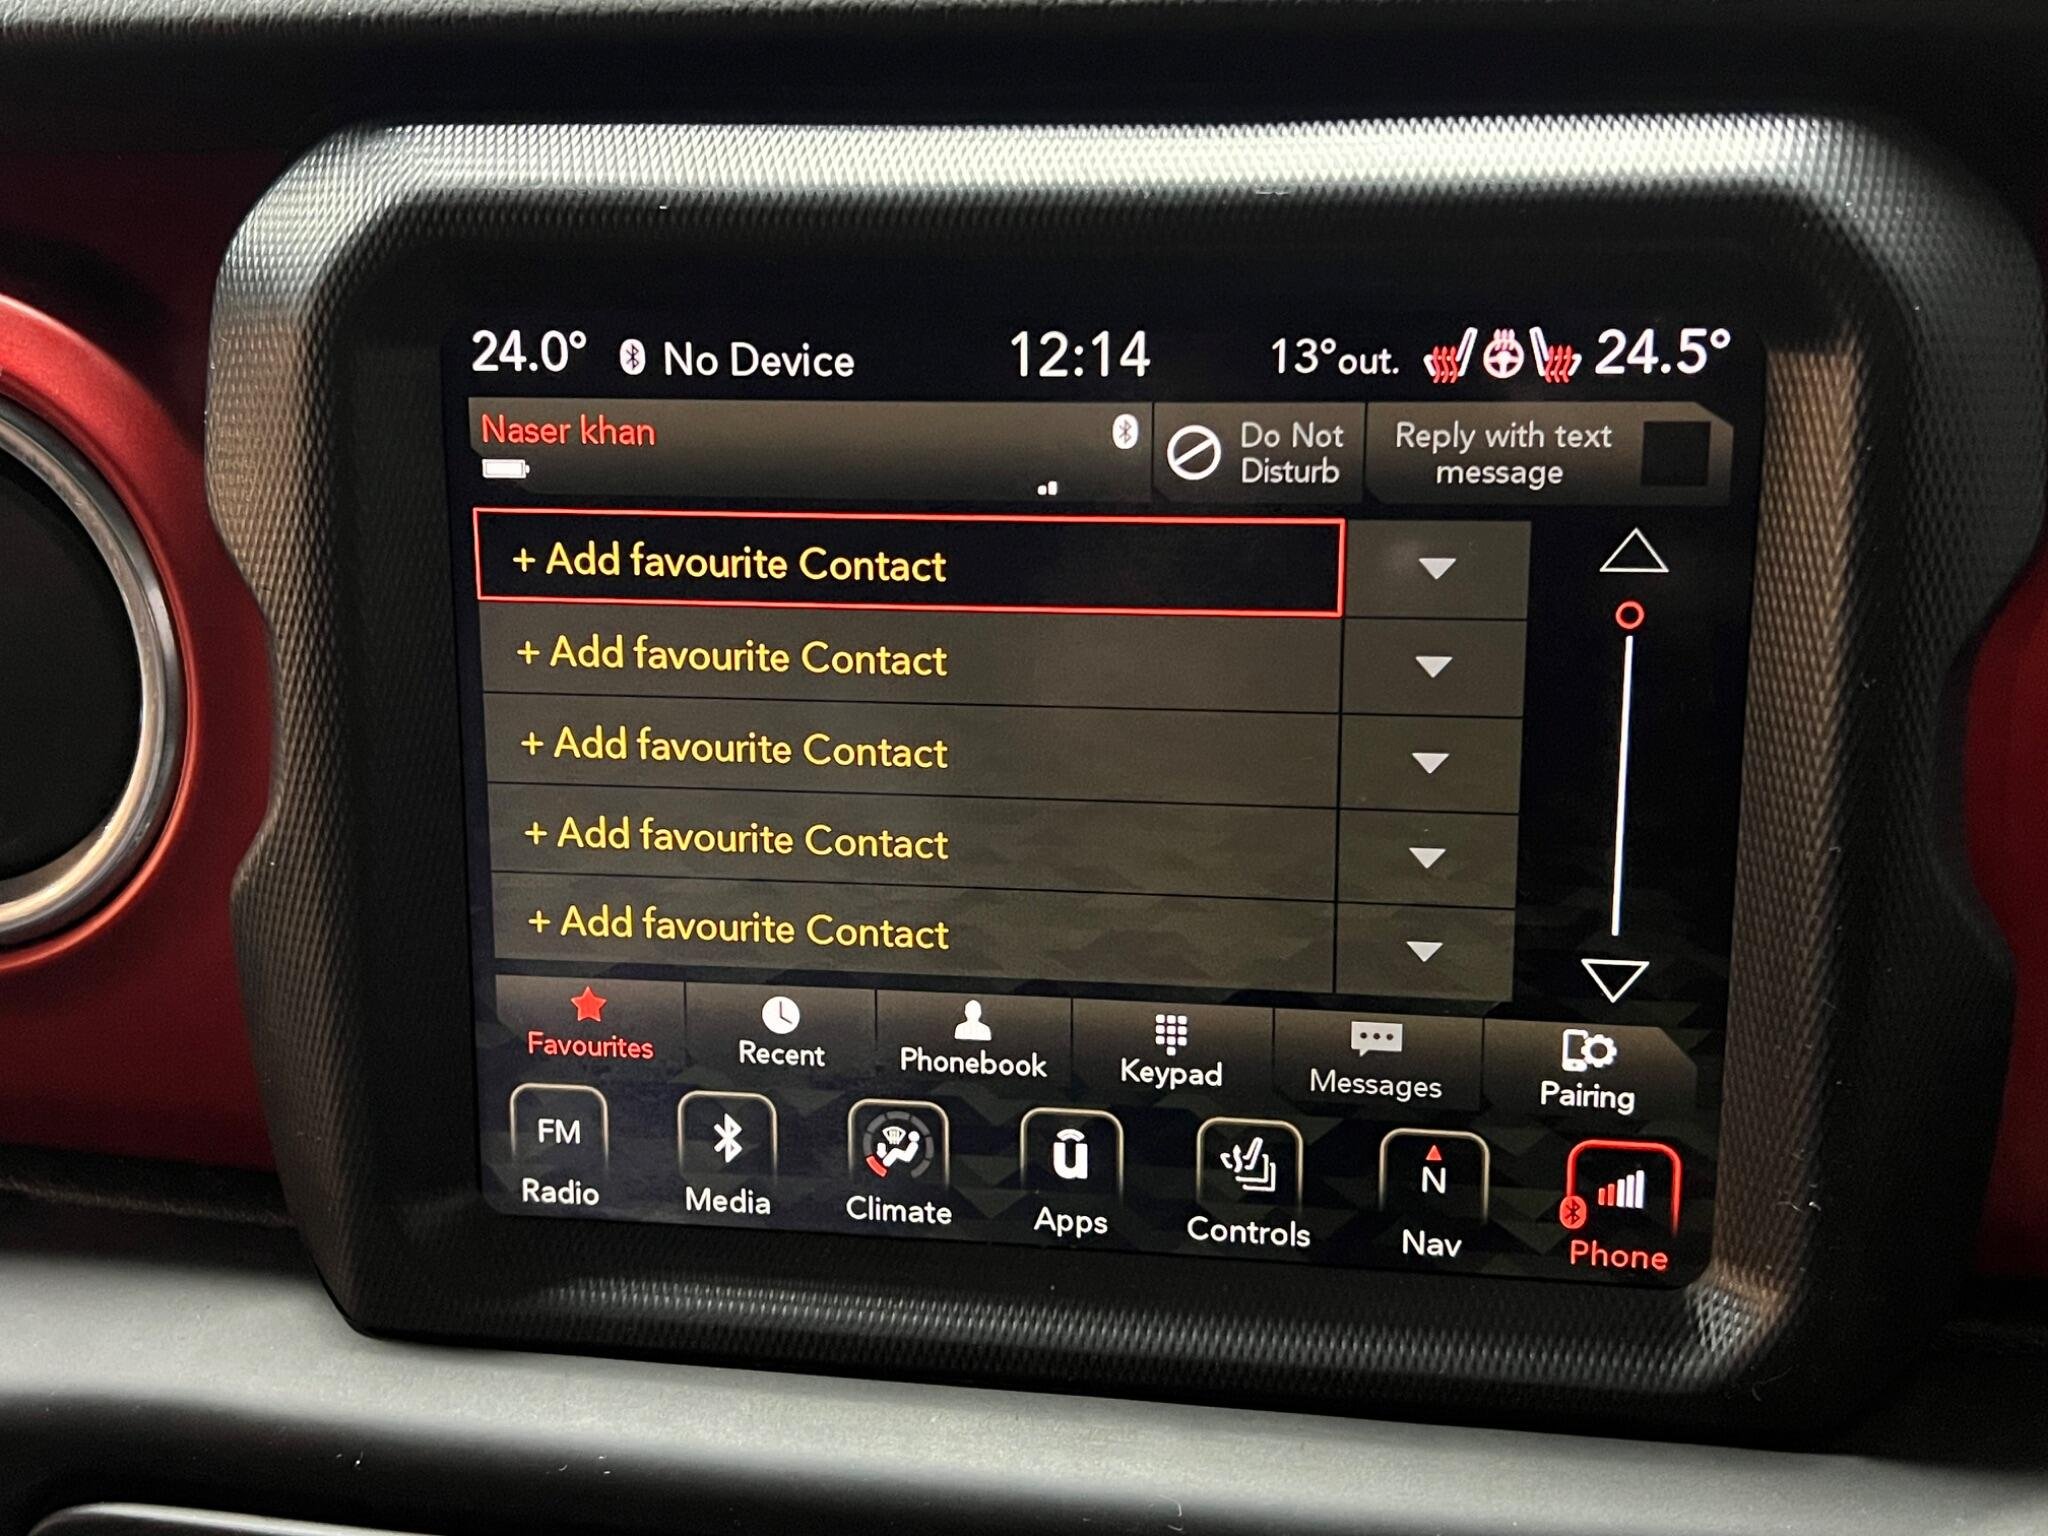 24.0° No Device 12:14 13°out. 24.5°
Naser khan
Do Not
Disturb
Reply with text
message
+ Add favourite Contact
+ Add favourite Contact
+ Add favourite Contact
+ Add favourite Contact
+ Add favourite Contact
Favourites Recent Phonebook Keypad Messages Pairing
FM u N
Radio Media Climate Apps Controls Nav Phone